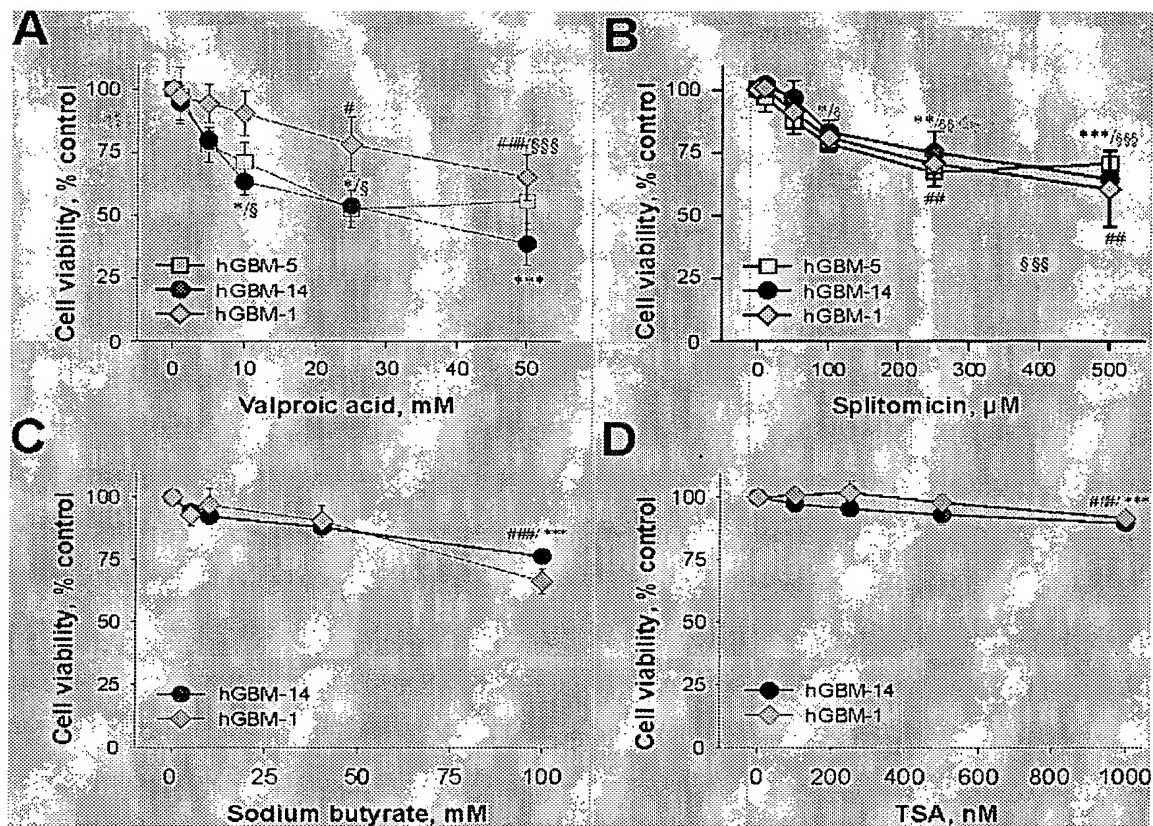 A
Cell viability, % control
100
75
50
25
0
#
###/§§§
*/§
*/§
***
hGBM-5
hGBM-14
hGBM-1
0
10
20
30
40
50
Valproic acid, mM
B
Cell viability, % control
100
75
50
25
0
*/§
***/§§§
##
##
§§§
hGBM-5
hGBM-14
hGBM-1
0
100
200
300
400
500
Splitomicin, µM
C
Cell viability, % control
100
75
50
25
0
###/***
hGBM-14
hGBM-1
0
25
50
75
100
Sodium butyrate, mM
D
Cell viability, % control
100
75
50
25
0
###/***
hGBM-14
hGBM-1
0
200
400
600
800
1000
TSA, nM